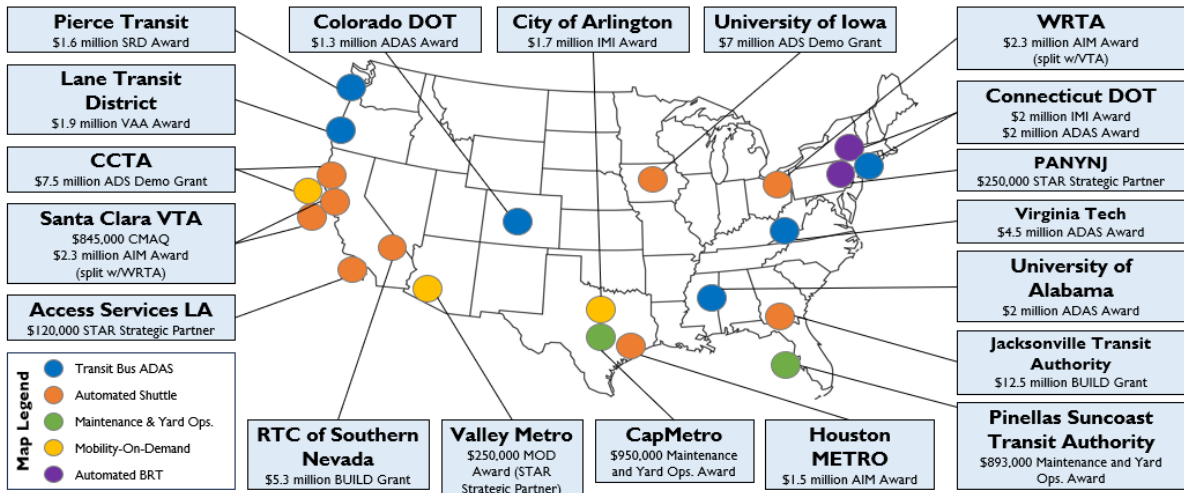 Pierce Transit
$1.6 million SRD Award
Colorado DOT
$1.3 million ADAS Award
City of Arlington
$1.7 million IMI Award
University of Iowa
$7 million ADS Demo Grant
WRTA
$2.3 million AIM Award
(split w/VTA)
Lane Transit
District
$1.9 million VAA Award
Connecticut DOT
$2 million IMI Award
$2 million ADAS Award
CCTA
$7.5 million ADS Demo Grant
PANYNJ
$250,000 STAR Strategic Partner
Santa Clara VTA
$845,000 CMAQ
$2.3 million AIM Award
(split w/WRTA)
Virginia Tech
$4.5 million ADAS Award
University of
Alabama
$2 million ADAS Award
Access Services LA
$120,000 STAR Strategic Partner
Jacksonville Transit
Authority
$12.5 million BUILD Grant
Map Legend
Transit Bus ADAS
Automated Shuttle
Maintenance & Yard Ops.
Mobility-On-Demand
Automated BRT
RTC of Southern
Nevada
$5.3 million BUILD Grant
Valley Metro
$250,000 MOD
Award (STAR
Strategic Partner)
CapMetro
$950,000 Maintenance
and Yard Ops. Award
Houston
METRO
$1.5 million AIM Award
Pinellas Suncoast
Transit Authority
$893,000 Maintenance and Yard
Ops. Award